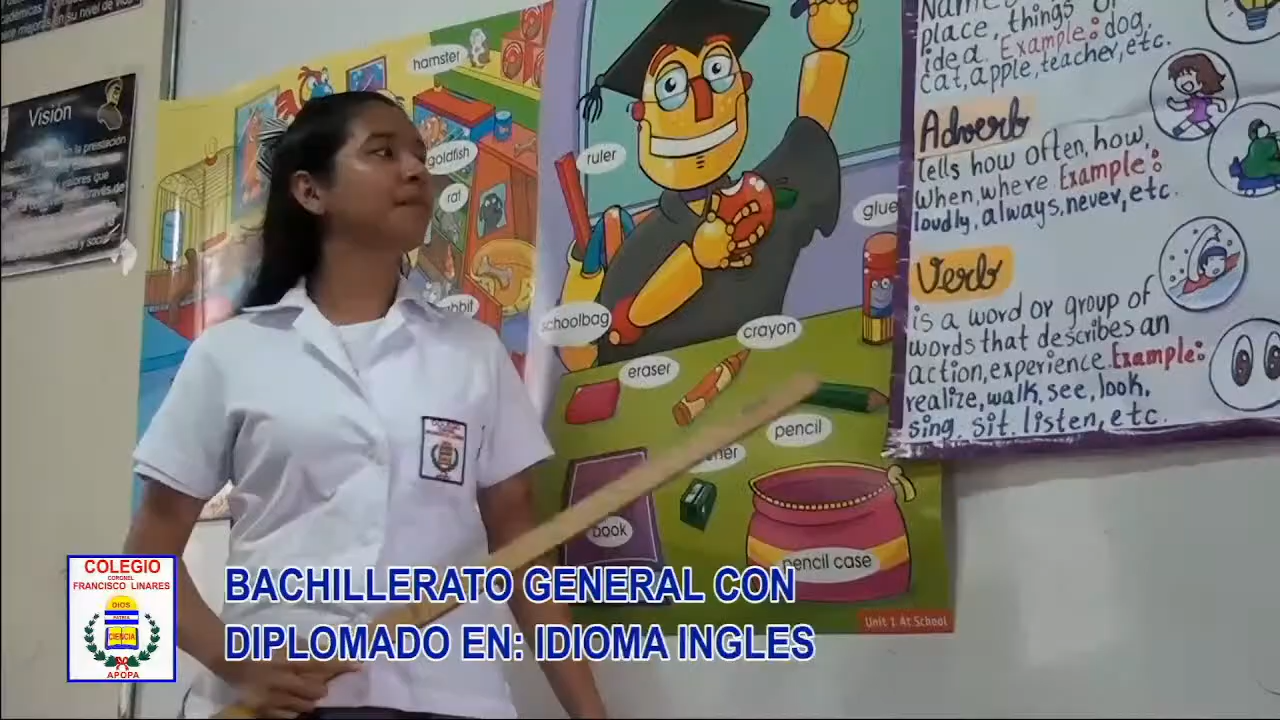 Visión
hamster
goldfish
rat
ruler
glue
schoolbag
crayon
eraser
pencil
book
pencil case
Unit 1 At School
place, things or
idea. Example: dog,
cat, apple, teacher, etc.
Adverb
Tells how often, how,
when, where Example:
loudly, always, never, etc.
Verb
is a word or group of
words that describes an
action, experience. Example:
realize, walk, see, look,
sing, sit. listen, etc.
COLEGIO
CORONEL
FRANCISCO LINARES
DIOS
PATRIA
CIENCIA
APOPA
BACHILLERATO GENERAL CON
DIPLOMADO EN: IDIOMA INGLES